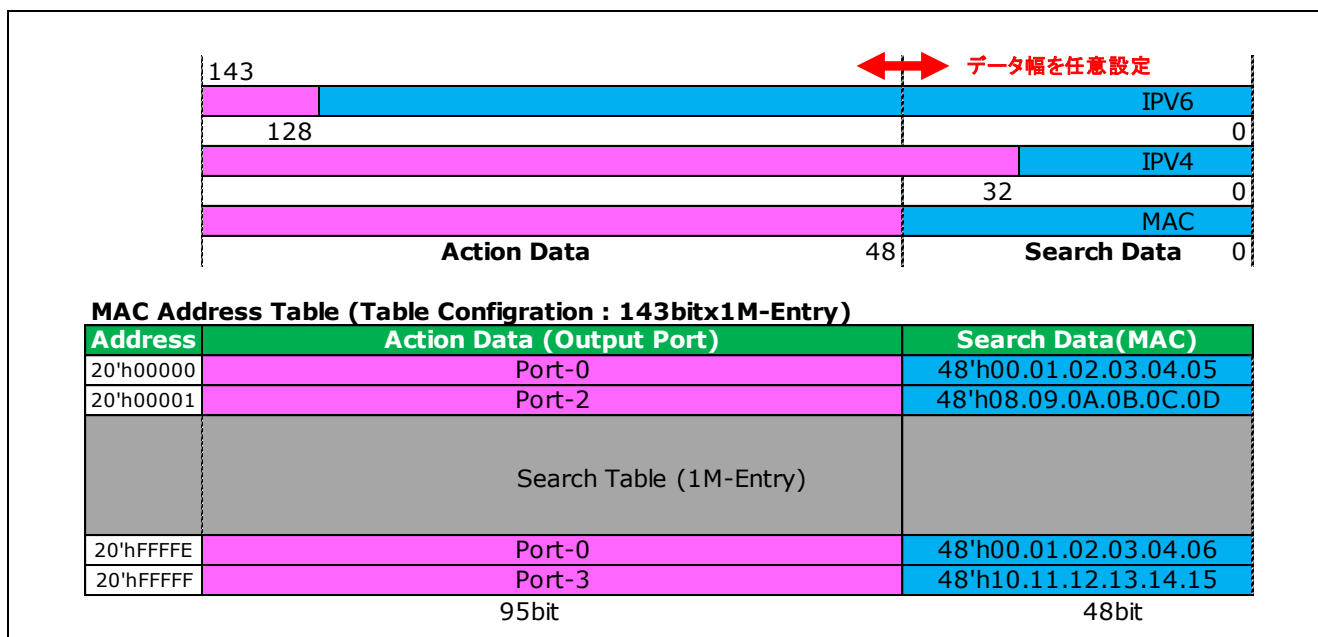 143 データ幅を任意設定
IPV6
128 0
IPV4
32 0
MAC
Action Data 48 Search Data 0
MAC Address Table (Table Configration : 143bitx1M-Entry)
Address Action Data (Output Port) Search Data(MAC)
20'h00000 Port-0 48'h00.01.02.03.04.05
20'h00001 Port-2 48'h08.09.0A.0B.0C.0D
Search Table (1M-Entry)
20'hFFFFE Port-0 48'h00.01.02.03.04.06
20'hFFFFF Port-3 48'h10.11.12.13.14.15
95bit 48bit